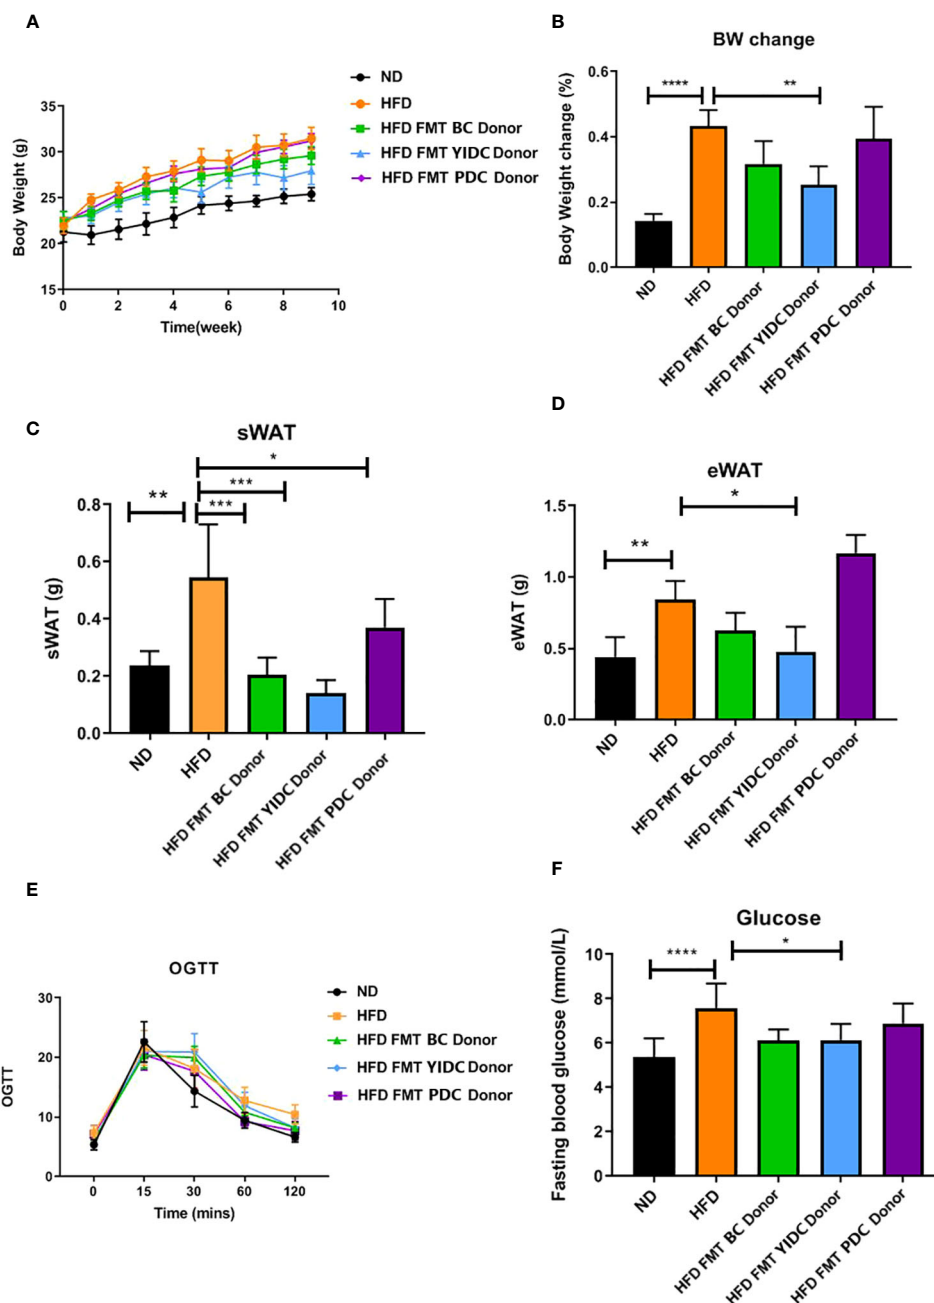 A
ND
HFD
HFD FMT BC Donor
HFD FMT YIDC Donor
HFD FMT PDC Donor
35
30
25
20
15
Body Weight (g)
0 2 4 6 8 10
Time(week)
B
BW change
**** **
0.6
0.4
0.2
0.0
Body Weight change (%)
ND
HFD
HFD FMT BC Donor
HFD FMT YIDC Donor
HFD FMT PDC Donor
C
sWAT
*
***
** ***
0.8
0.6
0.4
0.2
0.0
sWAT (g)
ND
HFD
HFD FMT BC Donor
HFD FMT YIDC Donor
HFD FMT PDC Donor
D
eWAT
*
**
1.5
1.0
0.5
0.0
eWAT (g)
ND
HFD
HFD FMT BC Donor
HFD FMT YIDC Donor
HFD FMT PDC Donor
E
OGTT
ND
HFD
HFD FMT BC Donor
HFD FMT YIDC Donor
HFD FMT PDC Donor
30
20
10
0
OGTT
0 15 30 60 120
Time (mins)
F
Glucose
**** *
10
8
6
4
2
0
Fasting blood glucose (mmol/L)
ND
HFD
HFD FMT BC Donor
HFD FMT YIDC Donor
HFD FMT PDC Donor